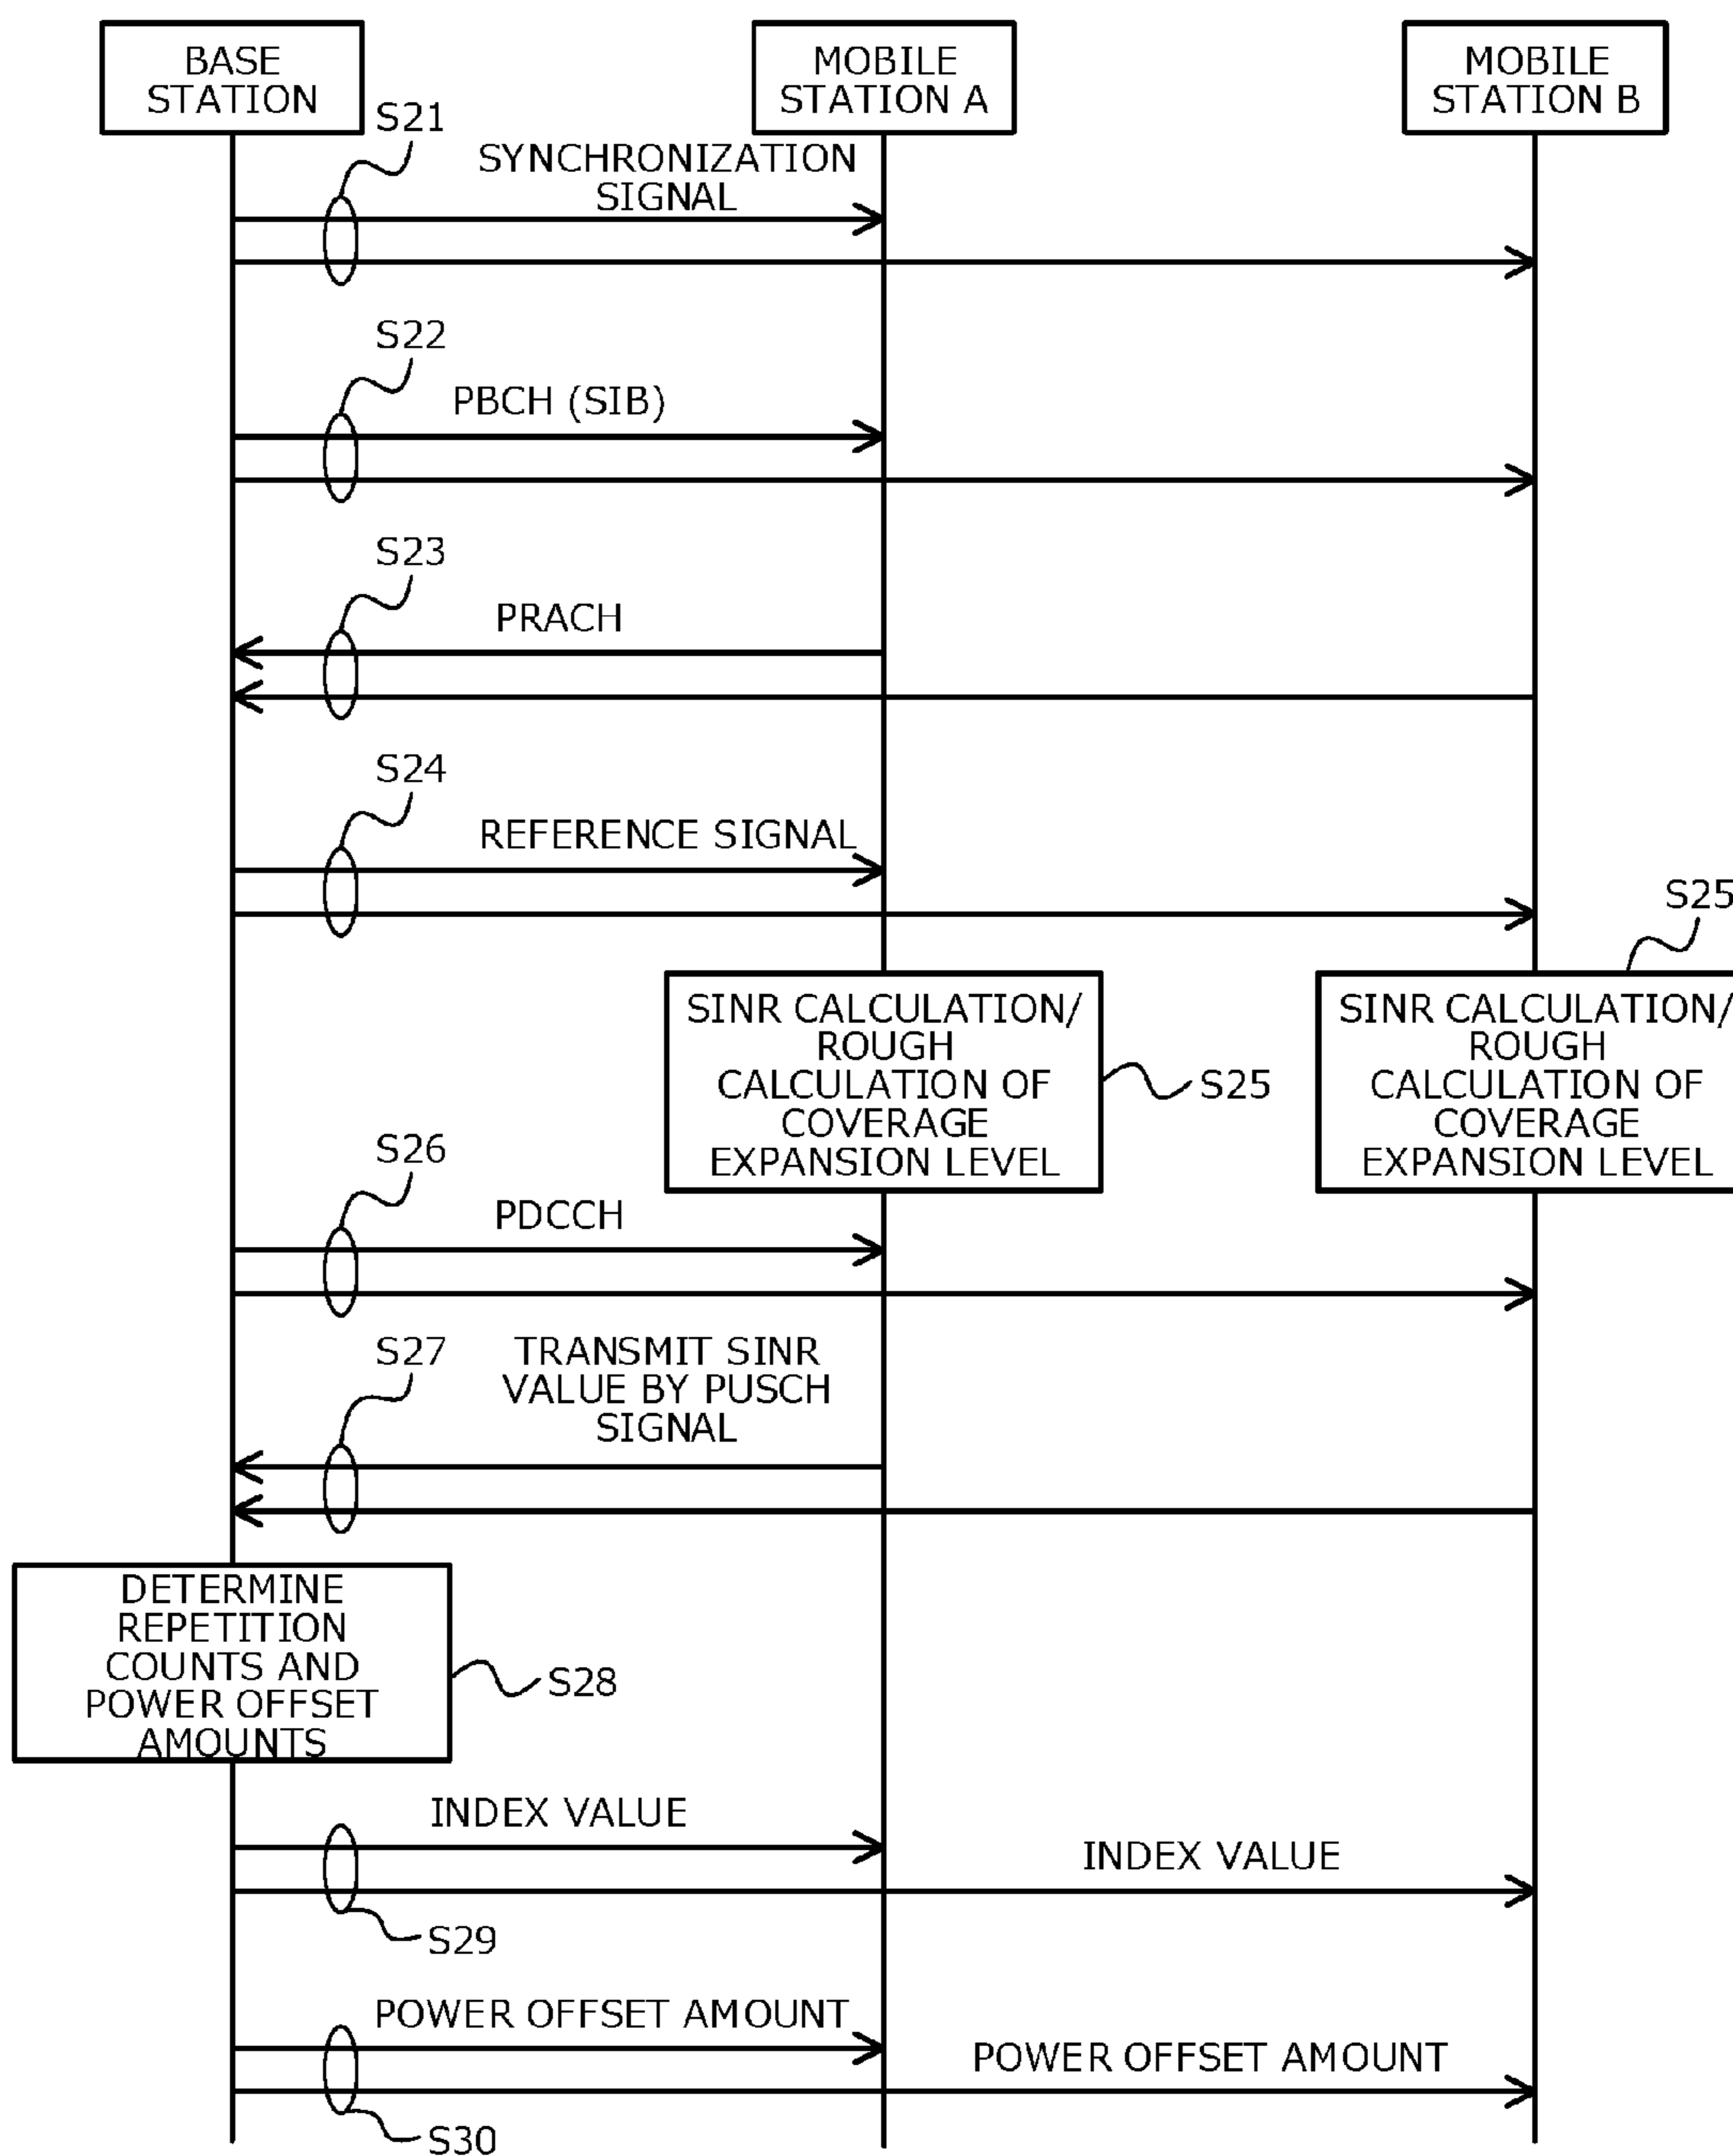 BASE
STATION
MOBILE
STATION A
MOBILE
STATION B
S21
SYNCHRONIZATION
SIGNAL
S22
PBCH (SIB)
S23
PRACH
S24
REFERENCE SIGNAL
S25
SINR CALCULATION/
ROUGH
CALCULATION OF
COVERAGE
EXPANSION LEVEL
S25
SINR CALCULATION/
ROUGH
CALCULATION OF
COVERAGE
EXPANSION LEVEL
S26
PDCCH
S27
TRANSMIT SINR
VALUE BY PUSCH
SIGNAL
DETERMINE
REPETITION
COUNTS AND
POWER OFFSET
AMOUNTS
S28
INDEX VALUE
INDEX VALUE
S29
POWER OFFSET AMOUNT
POWER OFFSET AMOUNT
S30